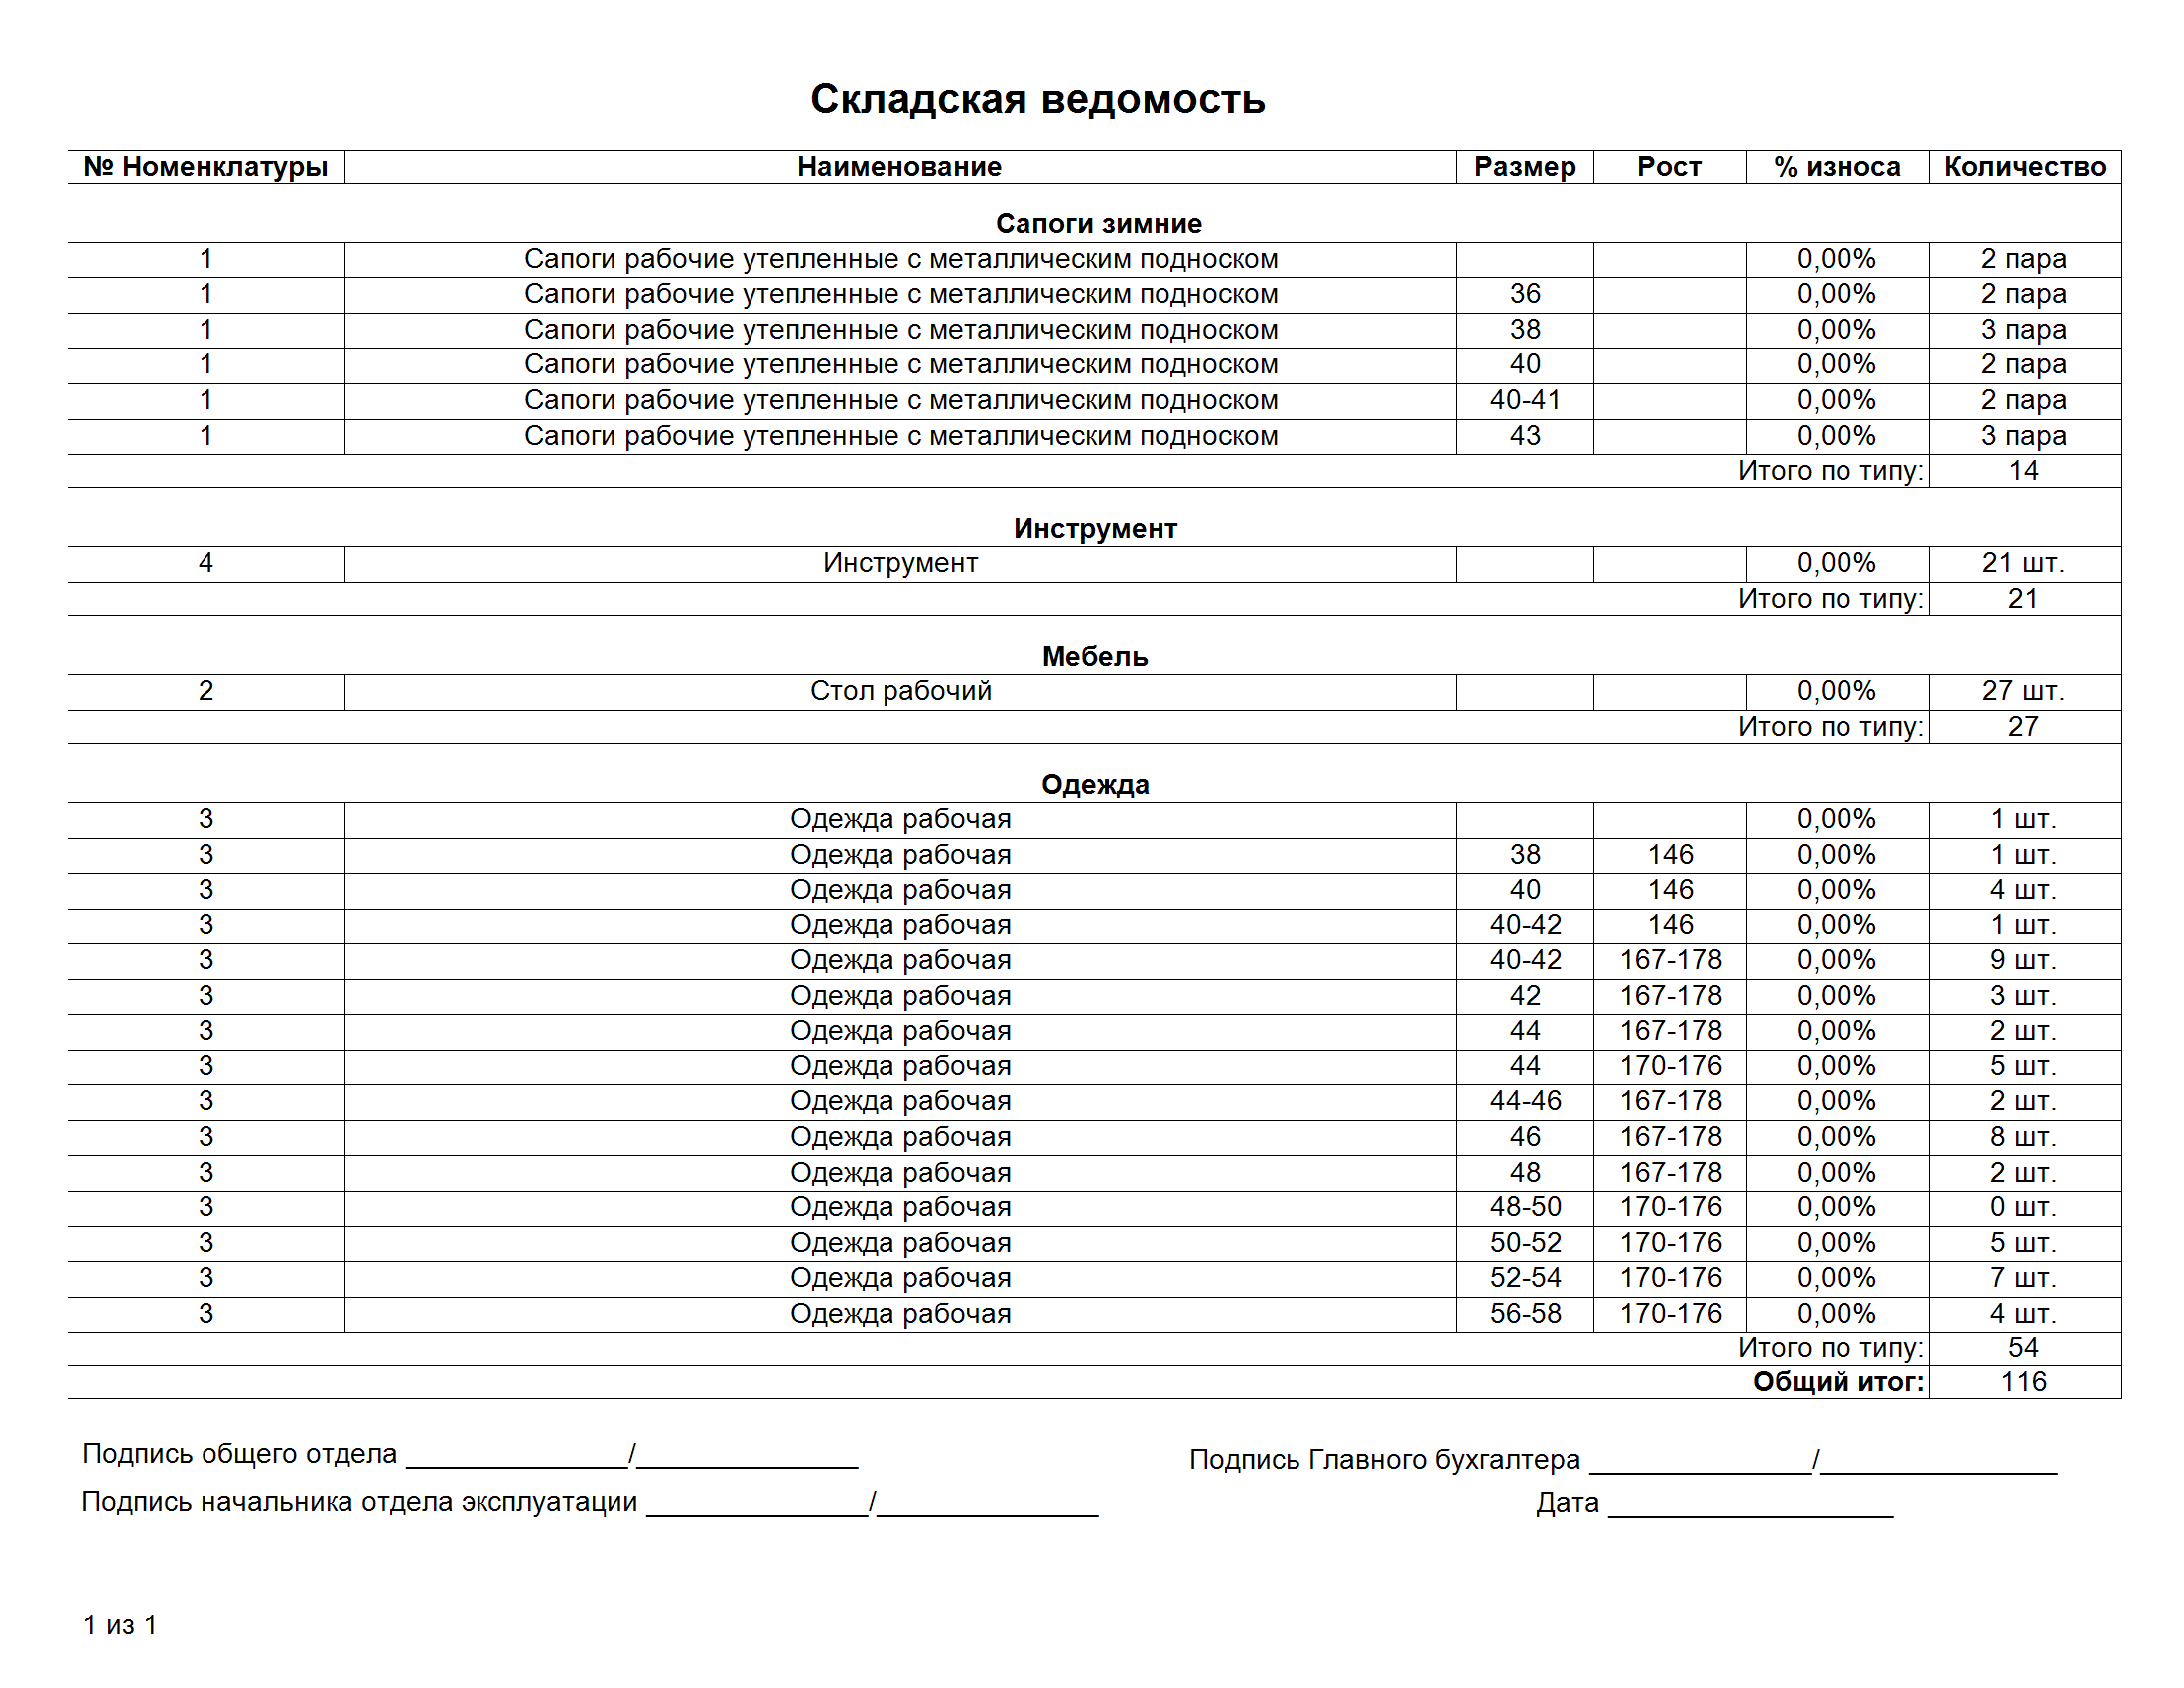 Складская ведомость
№ Номенклатуры Наименование Размер Рост % износа Количество
Сапоги зимние
1 Сапоги рабочие утепленные с металлическим подноском 0,00% 2 пара
1 Сапоги рабочие утепленные с металлическим подноском 36 0,00% 2 пара
1 Сапоги рабочие утепленные с металлическим подноском 38 0,00% 3 пара
1 Сапоги рабочие утепленные с металлическим подноском 40 0,00% 2 пара
1 Сапоги рабочие утепленные с металлическим подноском 40-41 0,00% 2 пара
1 Сапоги рабочие утепленные с металлическим подноском 43 0,00% 3 пара
Итого по типу: 14
Инструмент
4 Инструмент 0,00% 21 шт.
Итого по типу: 21
Мебель
2 Стол рабочий 0,00% 27 шт.
Итого по типу: 27
Одежда
3 Одежда рабочая 0,00% 1 шт.
3 Одежда рабочая 38 146 0,00% 1 шт.
3 Одежда рабочая 40 146 0,00% 4 шт.
3 Одежда рабочая 40-42 146 0,00% 1 шт.
3 Одежда рабочая 40-42 167-178 0,00% 9 шт.
3 Одежда рабочая 42 167-178 0,00% 3 шт.
3 Одежда рабочая 44 167-178 0,00% 2 шт.
3 Одежда рабочая 44 170-176 0,00% 5 шт.
3 Одежда рабочая 44-46 167-178 0,00% 2 шт.
3 Одежда рабочая 46 167-178 0,00% 8 шт.
3 Одежда рабочая 48 167-178 0,00% 2 шт.
3 Одежда рабочая 48-50 170-176 0,00% 0 шт.
3 Одежда рабочая 50-52 170-176 0,00% 5 шт.
3 Одежда рабочая 52-54 170-176 0,00% 7 шт.
3 Одежда рабочая 56-58 170-176 0,00% 4 шт.
Итого по типу: 54
Общий итог: 116
Подпись общего отдела ______________/______________ Подпись Главного бухгалтера ______________/_______________
Подпись начальника отдела эксплуатации ______________/______________ Дата __________________
1 из 1